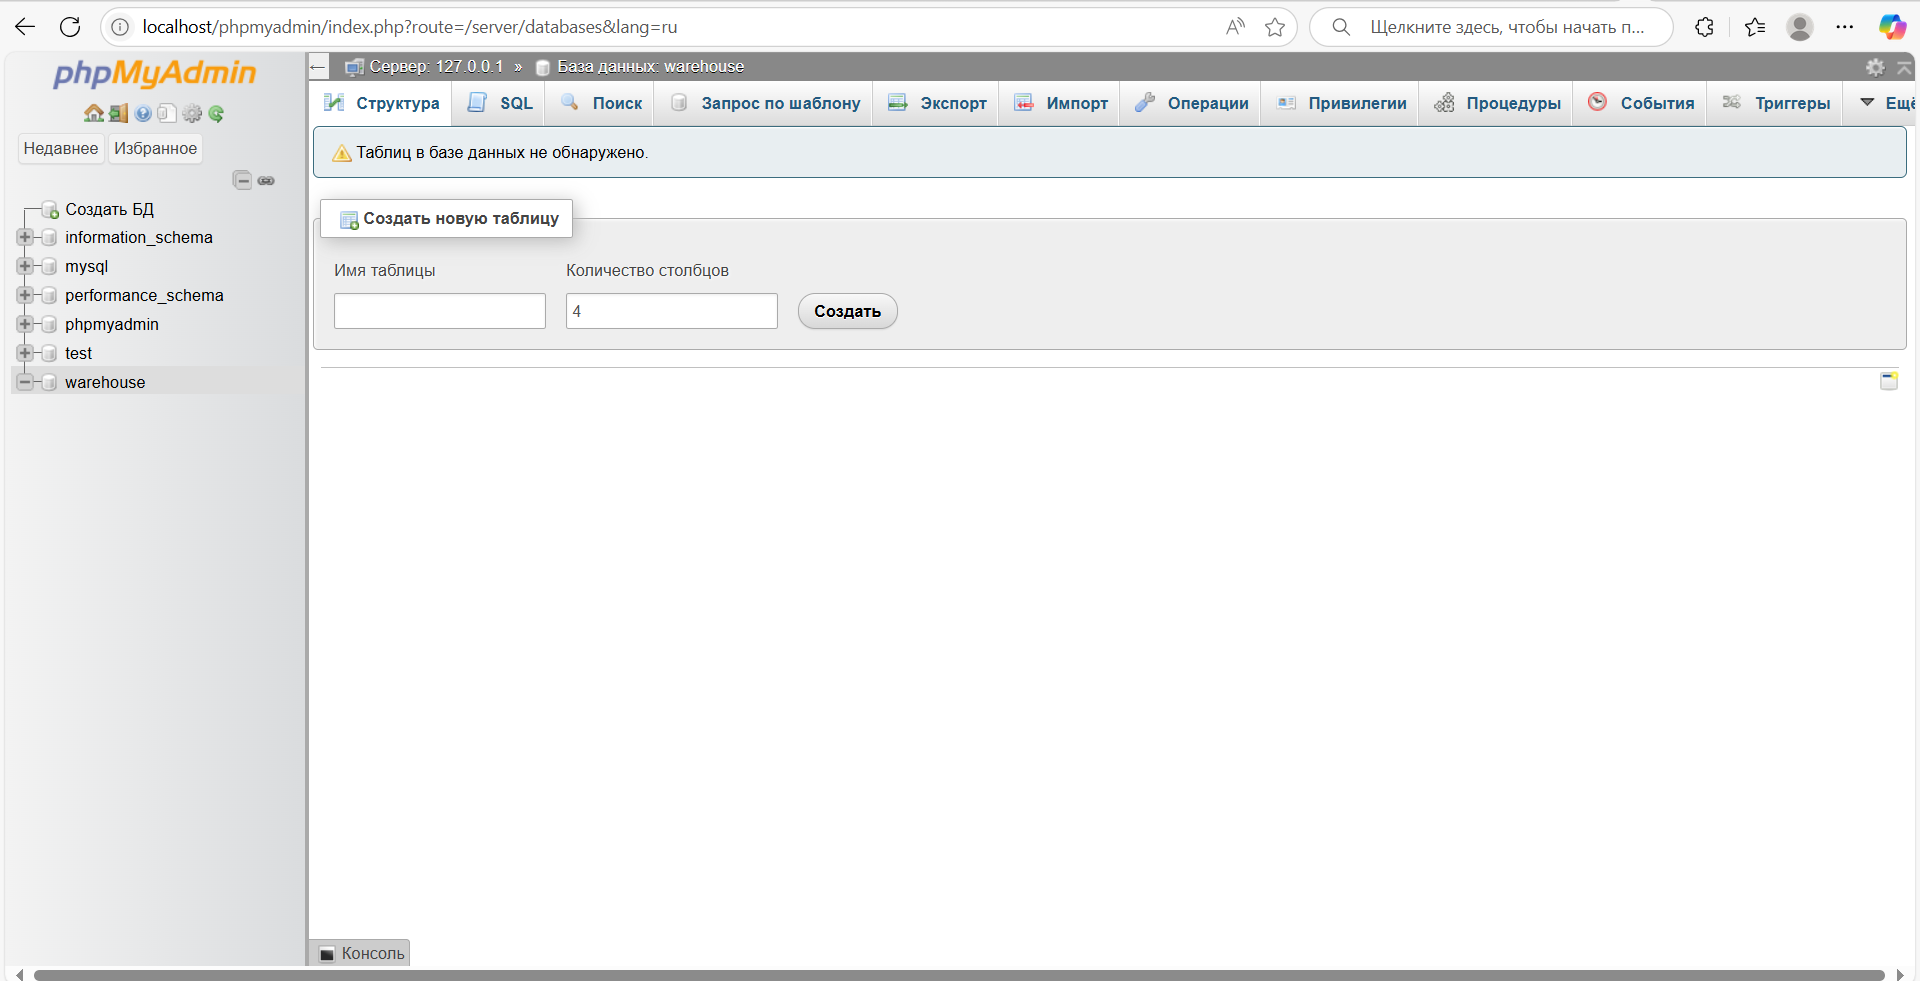 localhost/phpmyadmin/index.php?route=/server/databases&lang=ru
Щелкните здесь, чтобы начать п...
phpMyAdmin
Недавнее Избранное
Создать БД
information_schema
mysql
performance_schema
phpmyadmin
test
warehouse
Сервер: 127.0.0.1 » База данных: warehouse
Структура SQL Поиск Запрос по шаблону Экспорт Импорт Операции Привилегии Процедуры События Триггеры Ещё
Таблиц в базе данных не обнаружено.
Создать новую таблицу
Имя таблицы Количество столбцов
4 Создать
Консоль